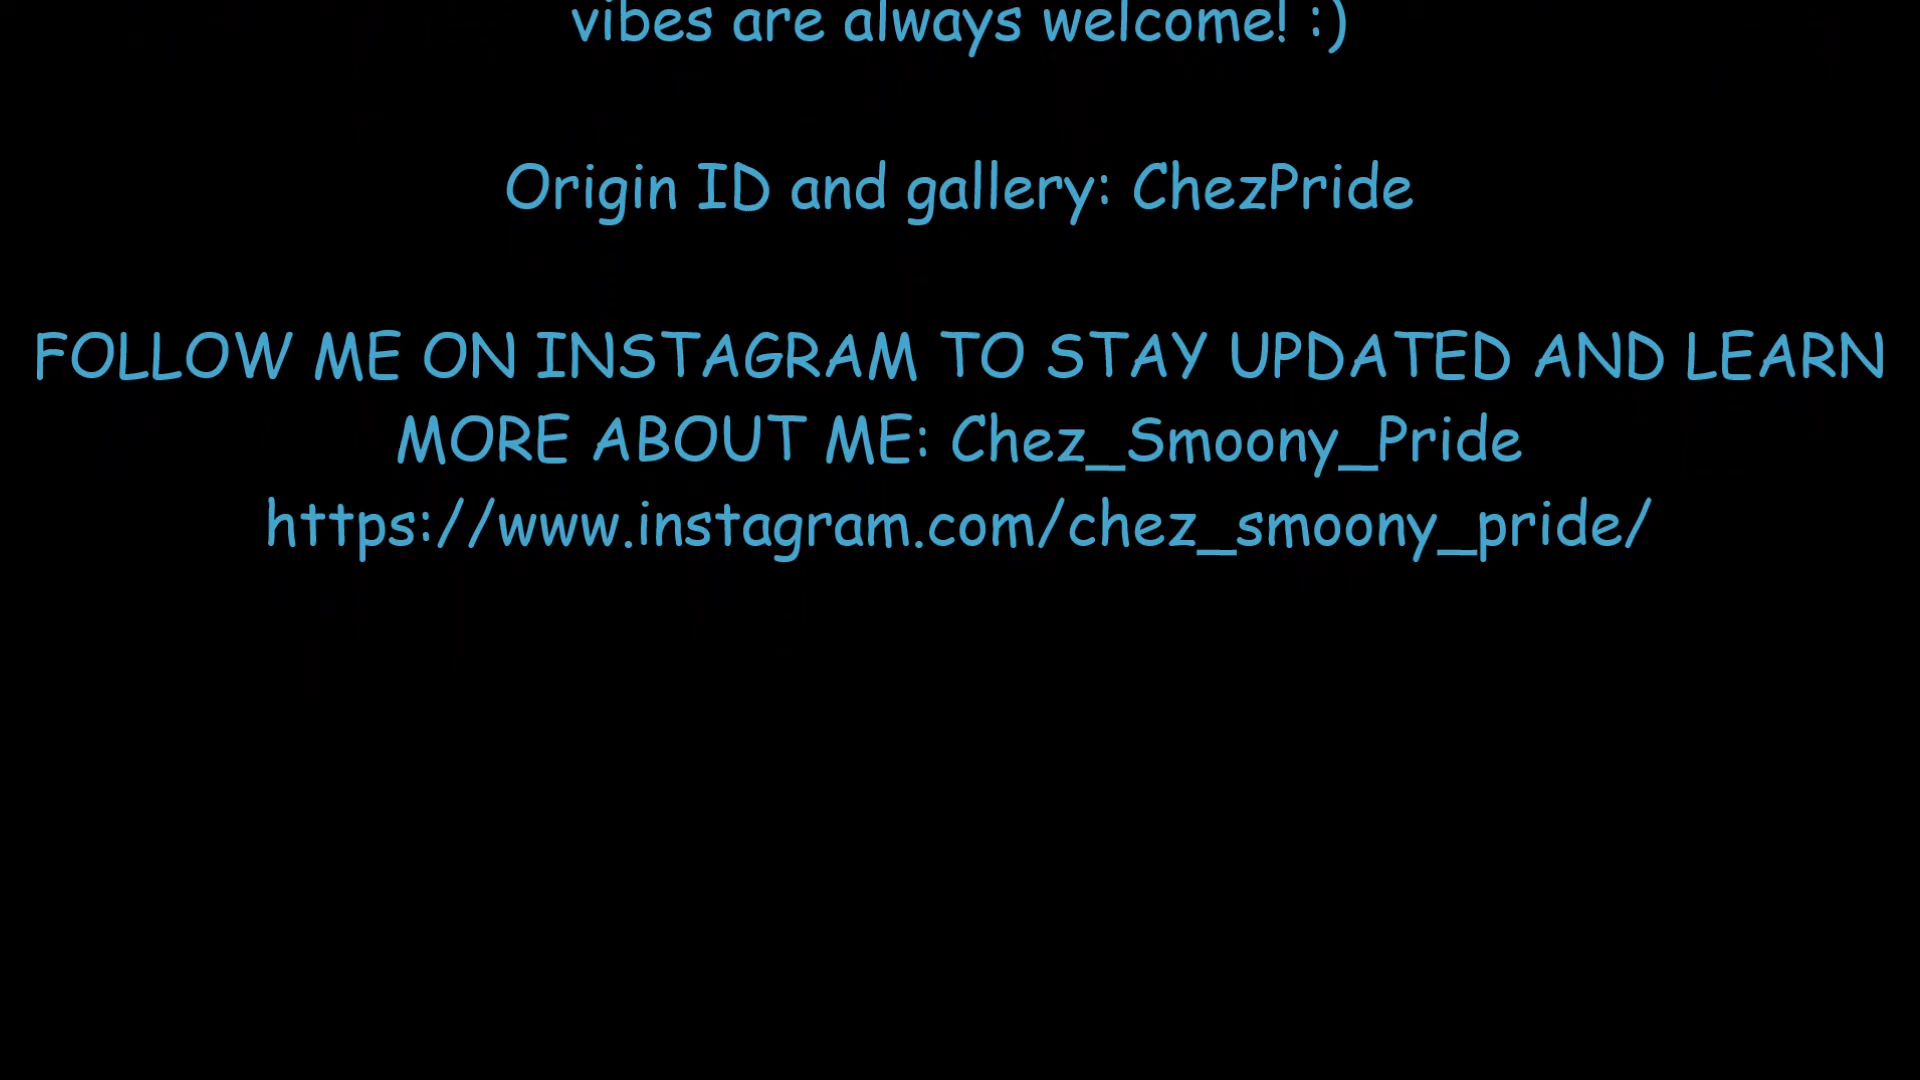 vibes are always welcome! :)
Origin ID and gallery: ChezPride
FOLLOW ME ON INSTAGRAM TO STAY UPDATED AND LEARN
MORE ABOUT ME: Chez_Smoony_Pride
https://www.instagram.com/chez_smoony_pride/